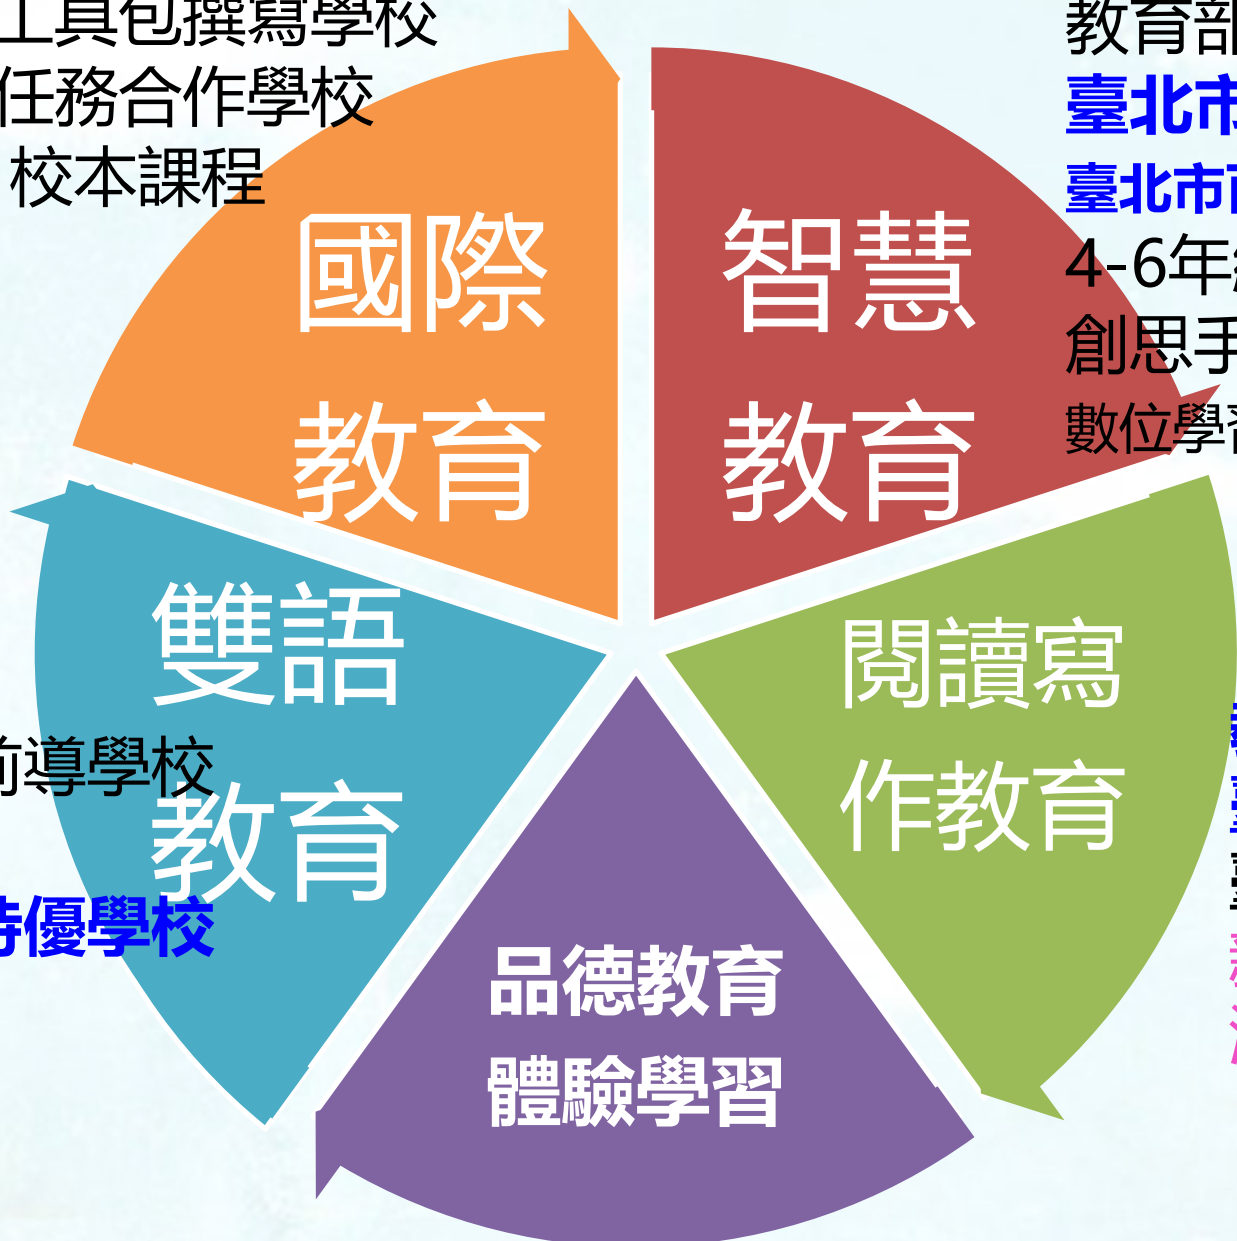 工具包撰寫學校
任務合作學校
校本課程
國際
教育
智慧
教育
教育部
臺北市
臺北市
4-6年
創思手
數位學習
雙語
教育
前導學校
特優學校
閱讀寫
作教育
品德教育
體驗學習